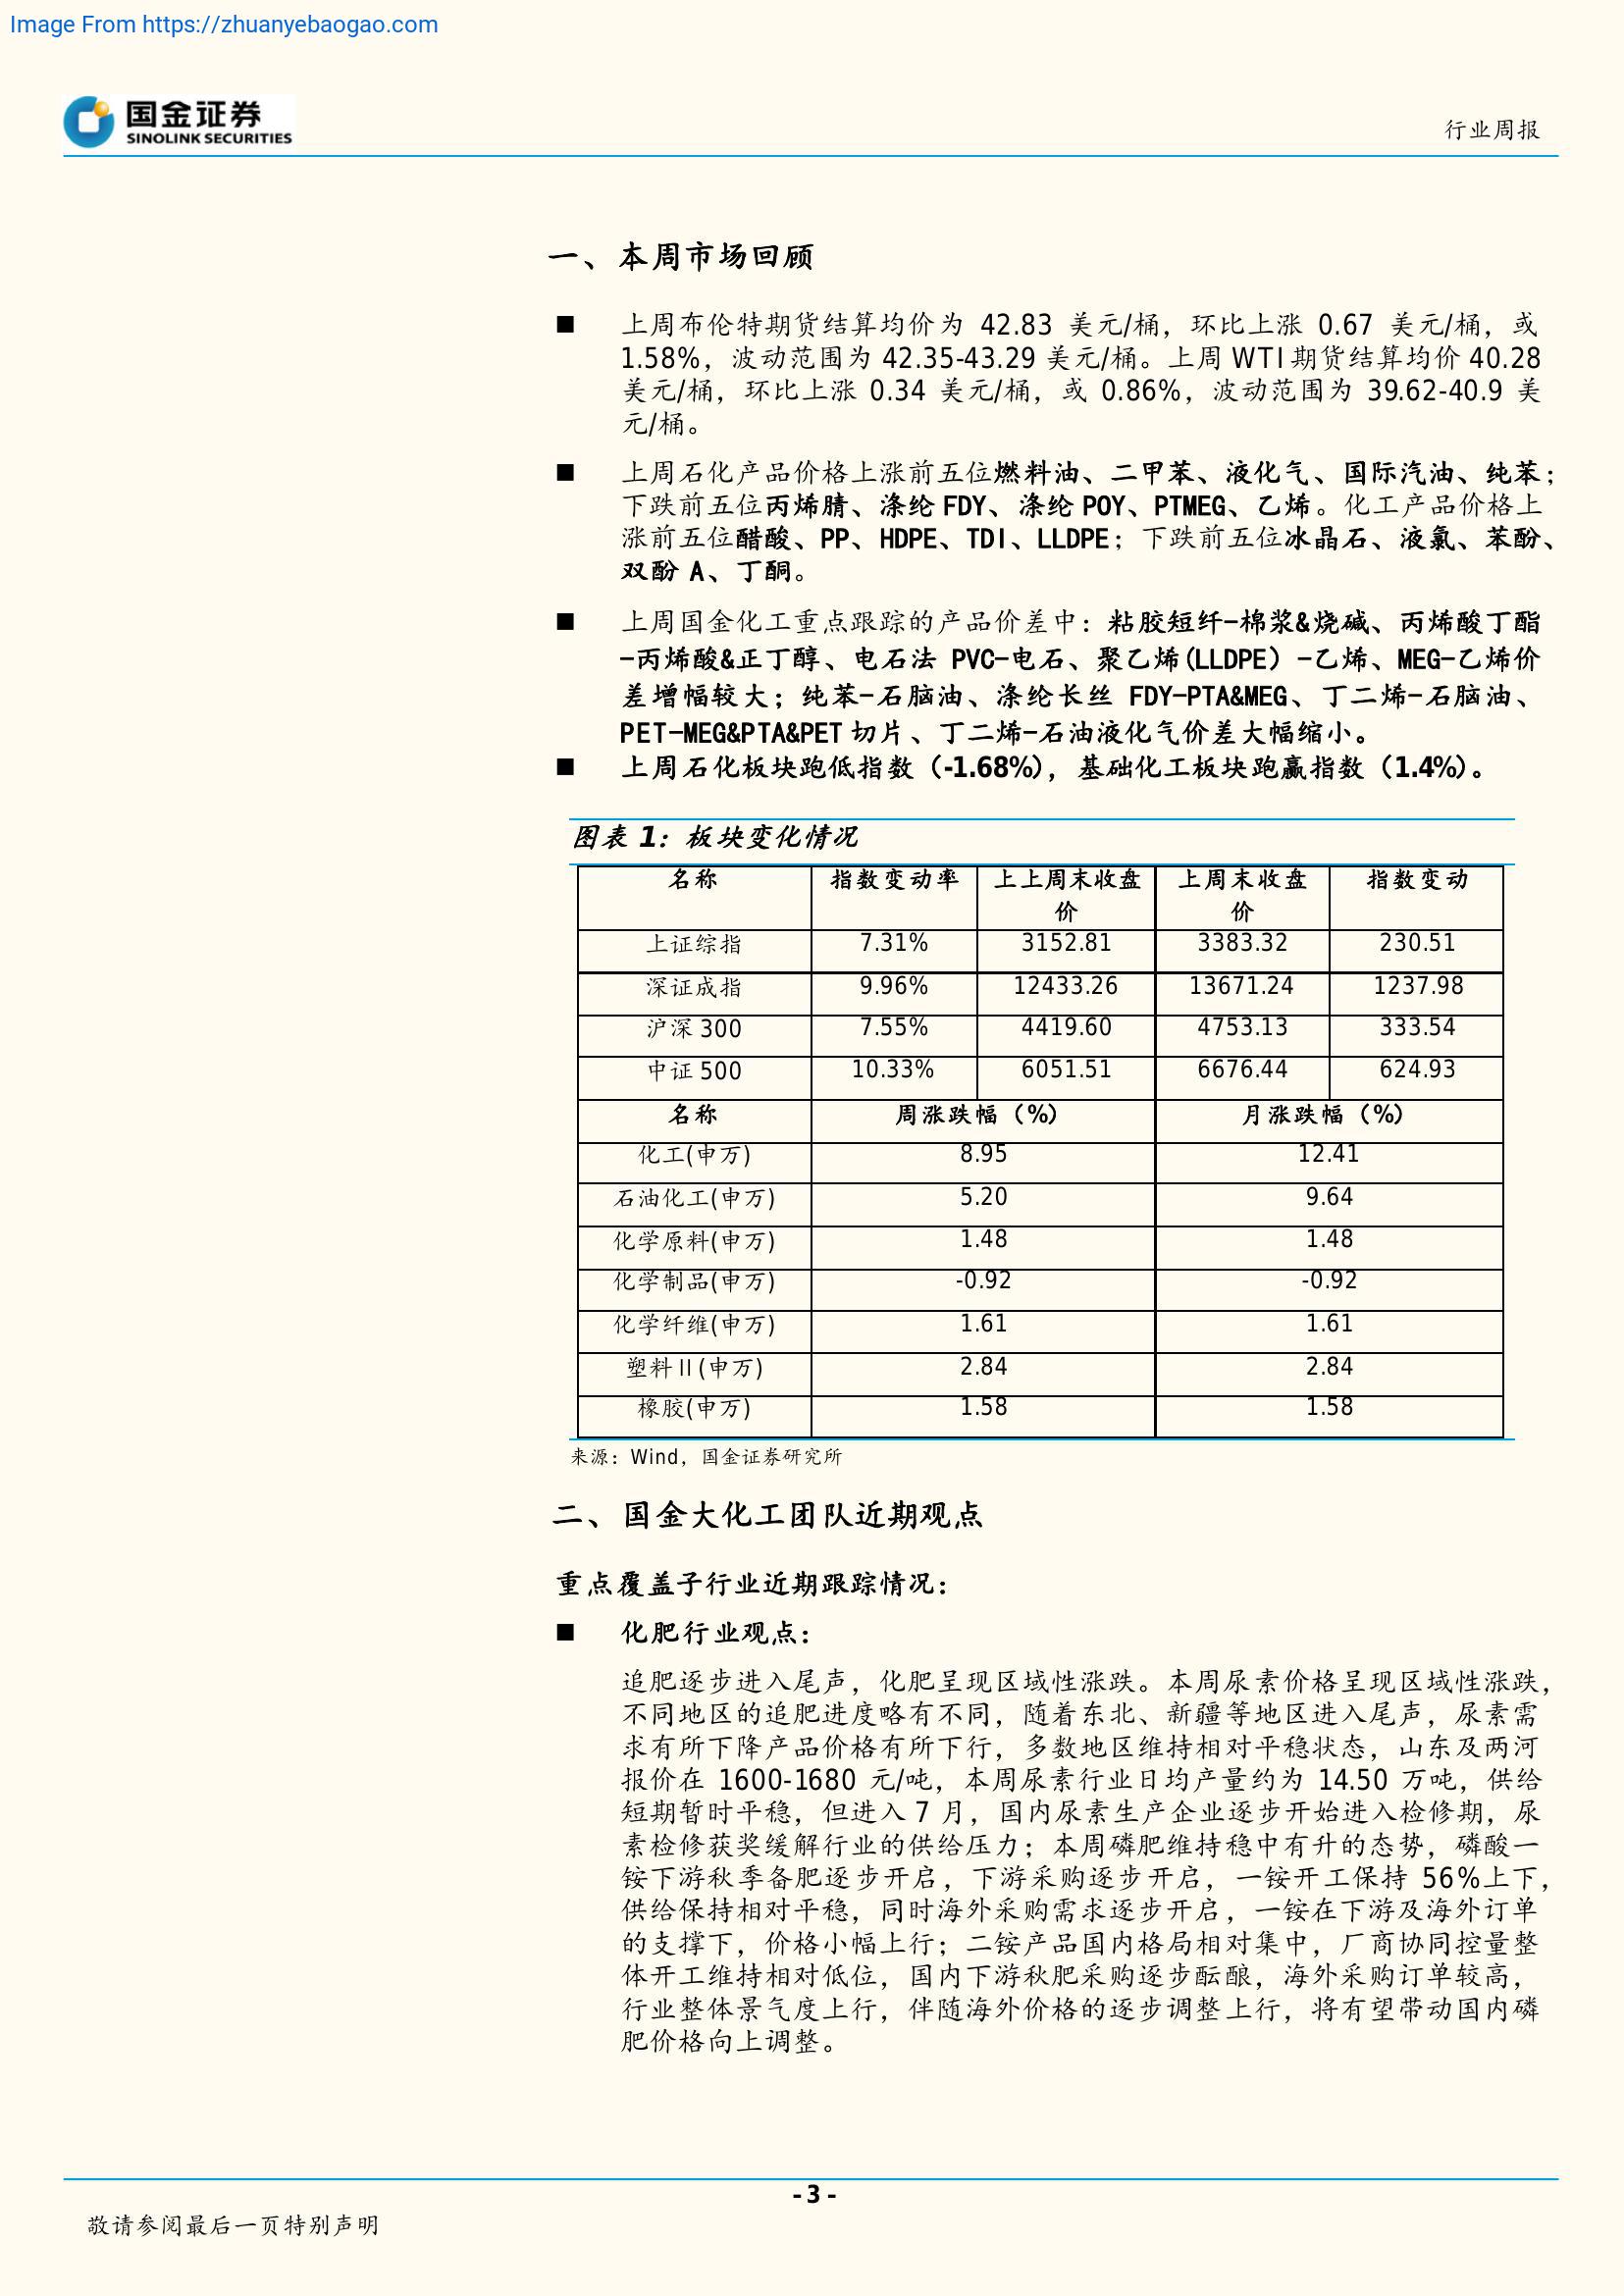 Image From https://zhuanyebaogao.com
国金证券
SINOLINK SECURITIES
行业周报
一、本周市场回顾
■ 上周布伦特期货结算均价为 42.83 美元/桶，环比上涨 0.67 美元/桶，或
1.58%，波动范围为 42.35-43.29 美元/桶。上周 WTI 期货结算均价 40.28
美元/桶，环比上涨 0.34 美元/桶，或 0.86%，波动范围为 39.62-40.9 美
元/桶。
■ 上周石化产品价格上涨前五位燃料油、二甲苯、液化气、国际汽油、纯苯；
下跌前五位丙烯腈、涤纶 FDY、涤纶 POY、PTMEG、乙烯。化工产品价格上
涨前五位醋酸、PP、HDPE、TDI、LLDPE；下跌前五位冰晶石、液氯、苯酚、
双酚 A、丁酮。
■ 上周国金化工重点跟踪的产品价差中：粘胶短纤-棉浆&烧碱、丙烯酸丁酯
-丙烯酸&正丁醇、电石法 PVC-电石、聚乙烯(LLDPE）-乙烯、MEG-乙烯价
差增幅较大；纯苯-石脑油、涤纶长丝 FDY-PTA&MEG、丁二烯-石脑油、
PET-MEG&PTA&PET 切片、丁二烯-石油液化气价差大幅缩小。
■ 上周石化板块跑低指数（-1.68%），基础化工板块跑赢指数（1.4%）。
图表 1：板块变化情况
名称 指数变动率 上上周末收盘价 上周末收盘价 指数变动
上证综指 7.31% 3152.81 3383.32 230.51
深证成指 9.96% 12433.26 13671.24 1237.98
沪深 300 7.55% 4419.60 4753.13 333.54
中证 500 10.33% 6051.51 6676.44 624.93
名称 周涨跌幅（%） 月涨跌幅（%）
化工(申万) 8.95 12.41
石油化工(申万) 5.20 9.64
化学原料(申万) 1.48 1.48
化学制品(申万) -0.92 -0.92
化学纤维(申万) 1.61 1.61
塑料Ⅱ(申万) 2.84 2.84
橡胶(申万) 1.58 1.58
来源：Wind，国金证券研究所
二、国金大化工团队近期观点
重点覆盖子行业近期跟踪情况：
■ 化肥行业观点：
追肥逐步进入尾声，化肥呈现区域性涨跌。本周尿素价格呈现区域性涨跌，
不同地区的追肥进度略有不同，随着东北、新疆等地区进入尾声，尿素需
求有所下降产品价格有所下行，多数地区维持相对平稳状态，山东及两河
报价在 1600-1680 元/吨，本周尿素行业日均产量约为 14.50 万吨，供给
短期暂时平稳，但进入 7 月，国内尿素生产企业逐步开始进入检修期，尿
素检修获奖缓解行业的供给压力；本周磷肥维持稳中有升的态势，磷酸一
铵下游秋季备肥逐步开启，下游采购逐步开启，一铵开工保持 56%上下，
供给保持相对平稳，同时海外采购需求逐步开启，一铵在下游及海外订单
的支撑下，价格小幅上行；二铵产品国内格局相对集中，厂商协同控量整
体开工维持相对低位，国内下游秋肥采购逐步酝酿，海外采购订单较高，
行业整体景气度上行，伴随海外价格的逐步调整上行，将有望带动国内磷
肥价格向上调整。
- 3 -
敬请参阅最后一页特别声明